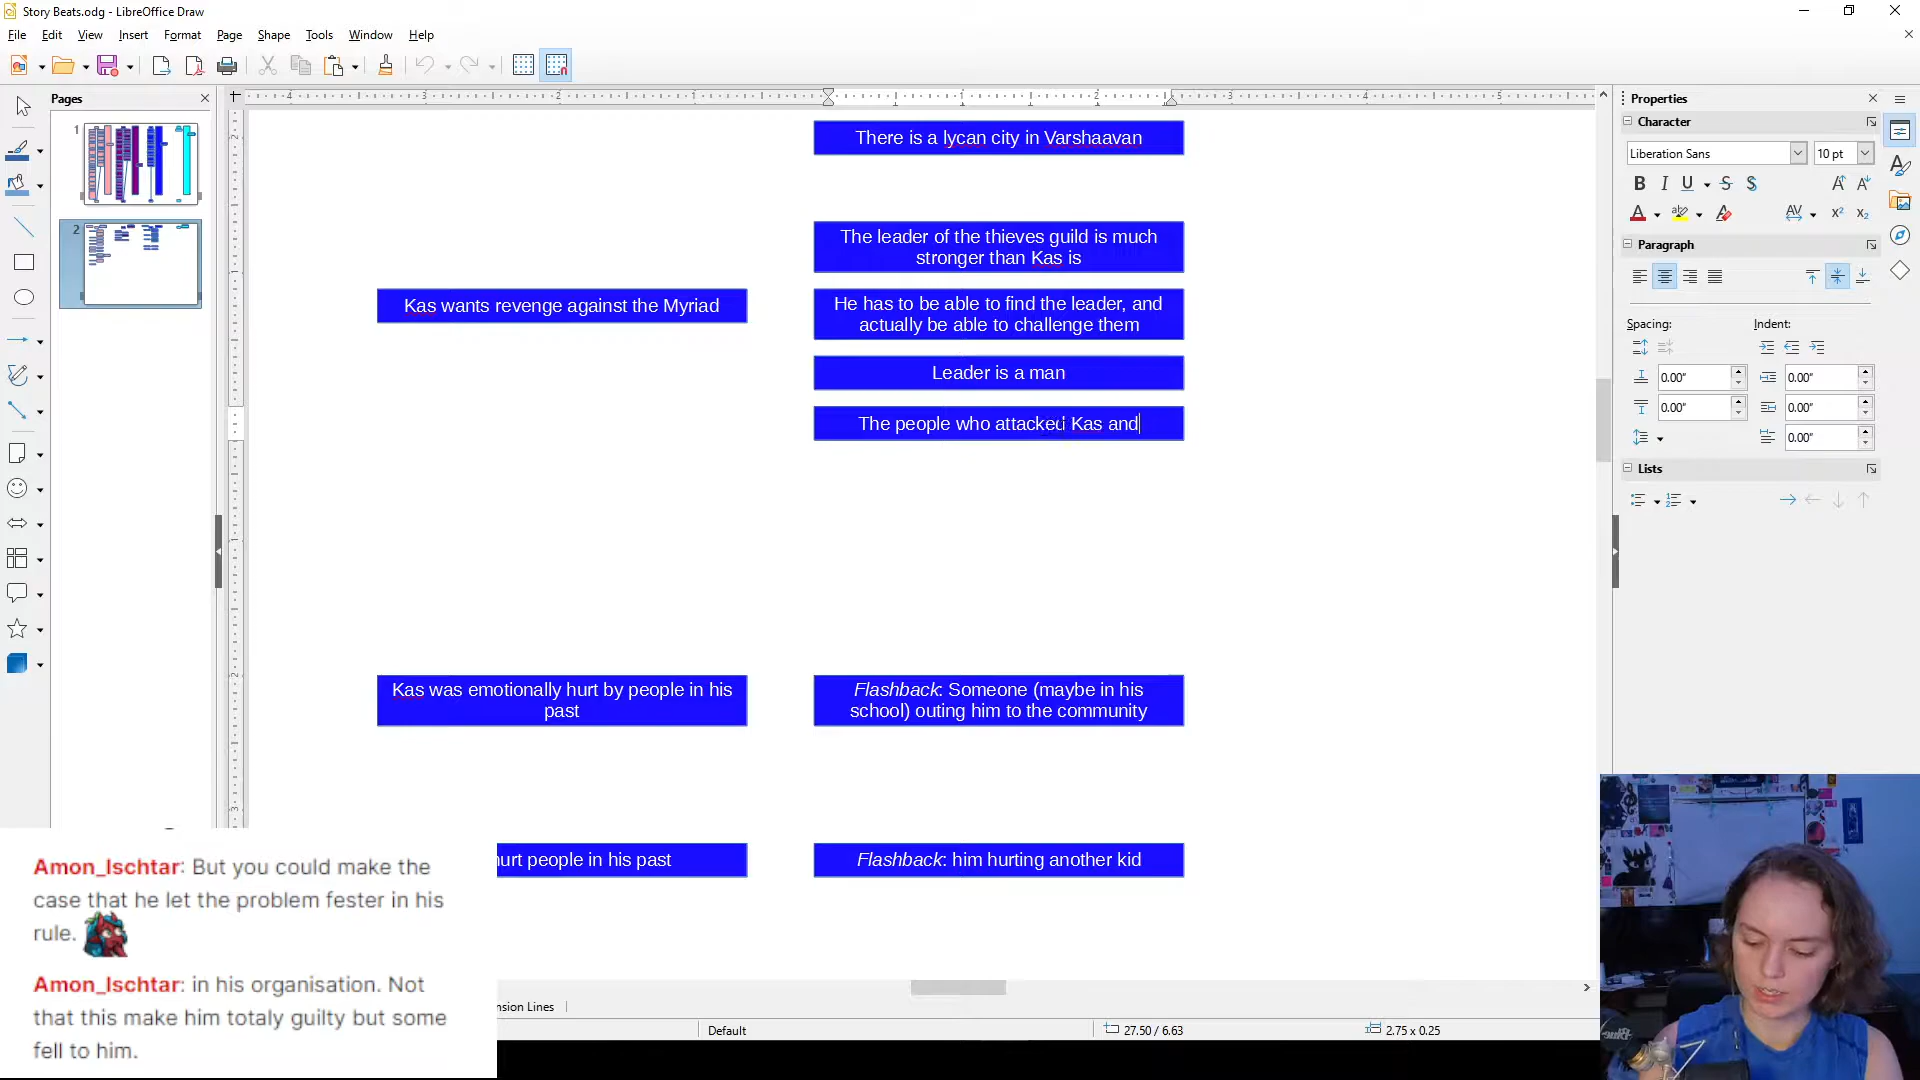 Story Beats.odg - LibreOffice Draw
File Edit View Insert Format Page Shape Tools Options Window Help
Pages
1
2
There is a lycan city in Varshaavan
The leader of the thieves guild is much
stronger than Kas is
Kas wants revenge against the Myriad
He has to be able to find the leader, and
actually be able to challenge them
Leader is a man
The people who attacked Kas and
Kas was emotionally hurt by people in his
past
Flashback: Someone (maybe in his
school) outing him to the community
hurt people in his past
Flashback: him hurting another kid
Properties
Character
Liberation Sans
10 pt
Paragraph
Spacing:
Indent:
0.00"
0.00"
0.00"
0.00"
0.00"
Lists
Amon_Ischtar: But you could make the
case that he let the problem fester in his
rule.
Amon_Ischtar: in his organisation. Not
that this make him totaly guilty but some
fell to him.
nsion Lines
Default
27.50 / 6.63
2.75 x 0.25